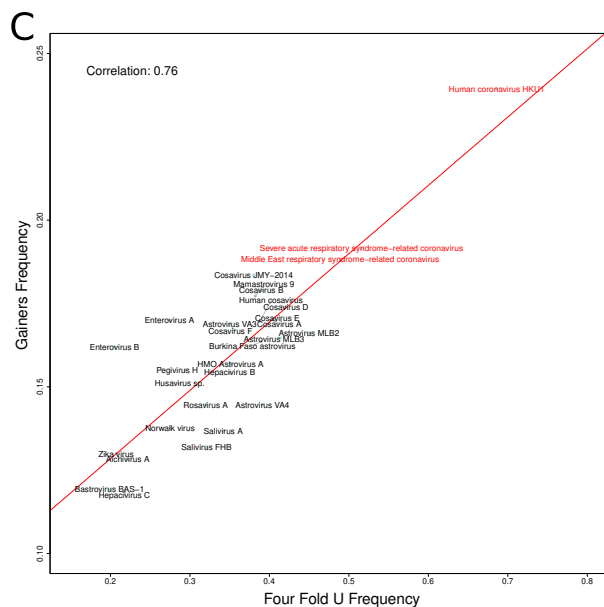 C
Correlation: 0.76
Human coronavirus HKU1
Severe acute respiratory syndrome−related coronavirus
Middle East respiratory syndrome−related coronavirus
Cosavirus JMY−2014
Mamastrovirus 9
Cosavirus B
Human cosavirus
Cosavirus D
Enterovirus A
Cosavirus E
Astrovirus VA3
Cosavirus A
Cosavirus F
Astrovirus MLB2
Astrovirus MLB3
Enterovirus B
Burkina Faso astrovirus
HMO Astrovirus A
Pegivirus H
Hepacivirus B
Husavirus sp.
Rosavirus A
Astrovirus VA4
Norwalk virus
Salivirus A
Salivirus FHB
Zika virus
Aichivirus A
Bastrovirus BAS−1
Hepacivirus C
Gainers Frequency
0.25
0.20
0.15
0.10
0.2 0.3 0.4 0.5 0.6 0.7 0.8
Four Fold U Frequency